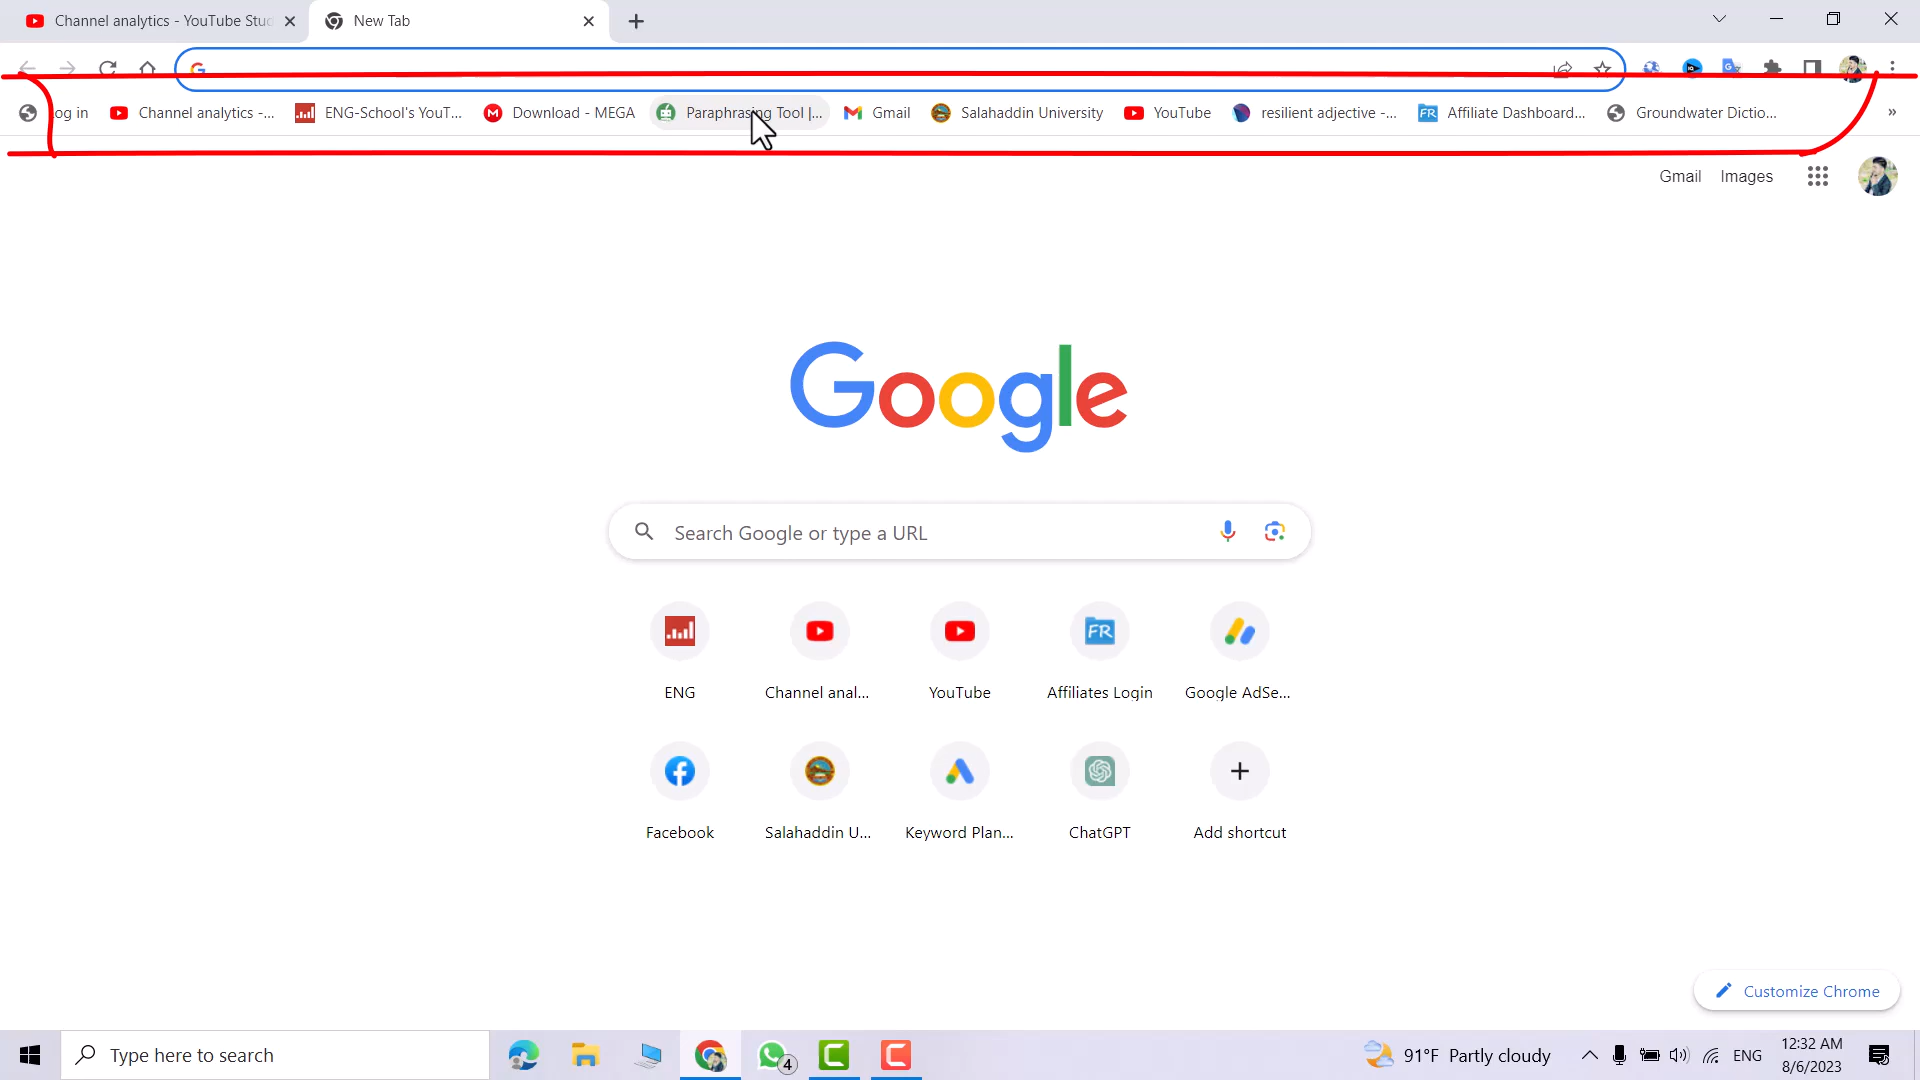 Channel analytics - YouTube Stud
New Tab
og in
Channel analytics -...
ENG-School's YouT...
Download - MEGA
Paraphrasing Tool |...
Gmail
Salahaddin University
YouTube
resilient adjective -...
Affiliate Dashboard...
Groundwater Dictio...
»
Gmail
Images
Google
Search Google or type a URL
ENG
Channel anal...
YouTube
FR
Affiliates Login
Google AdSe...
Facebook
Salahaddin U...
Keyword Plan...
ChatGPT
Add shortcut
Customize Chrome
Type here to search
4
91°F Partly cloudy
ENG
12:32 AM
8/6/2023